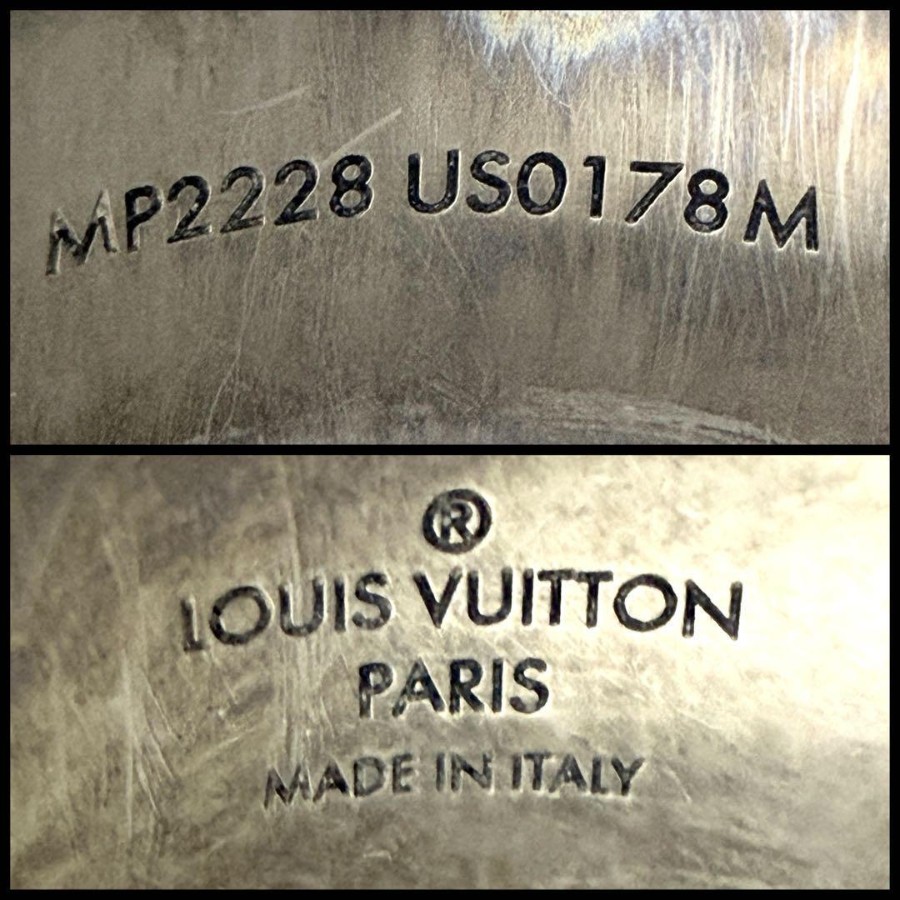 MP2228 US0178M
®
LOUIS VUITTON
PARIS
MADE IN ITALY